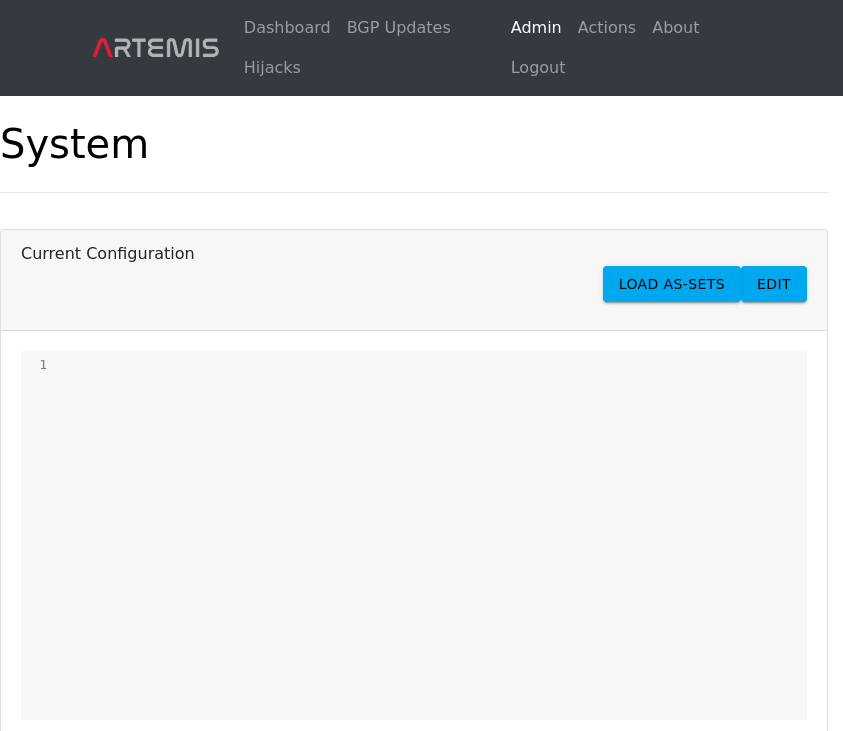 ARTEMIS
Dashboard BGP Updates Admin Actions About
Hijacks Logout
System
Current Configuration
LOAD AS-SETS EDIT
1